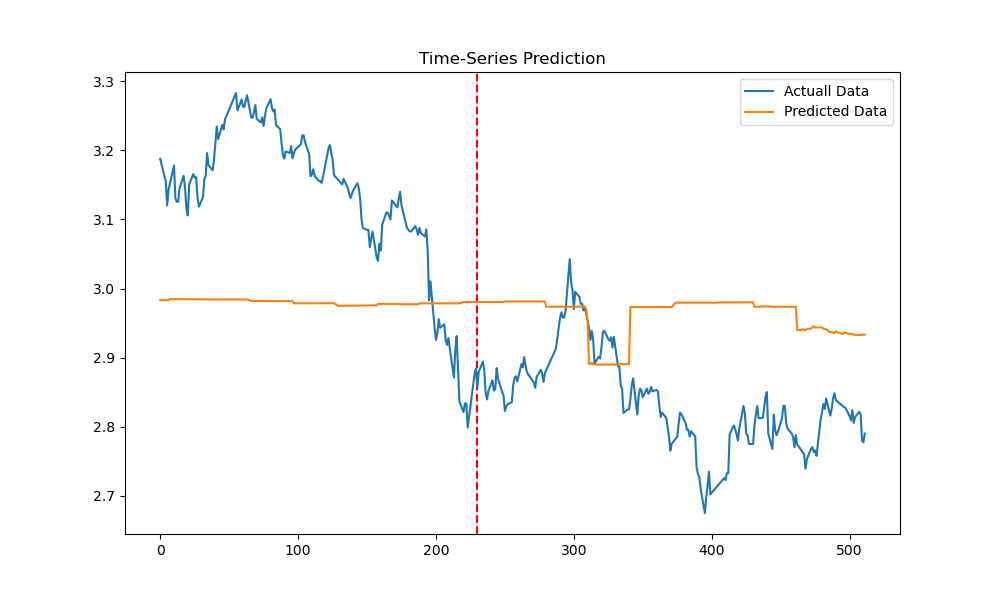 Time-Series Prediction
Actuall Data
Predicted Data
3.3
3.2
3.1
3.0
2.9
2.8
2.7
0 100 200 300 400 500